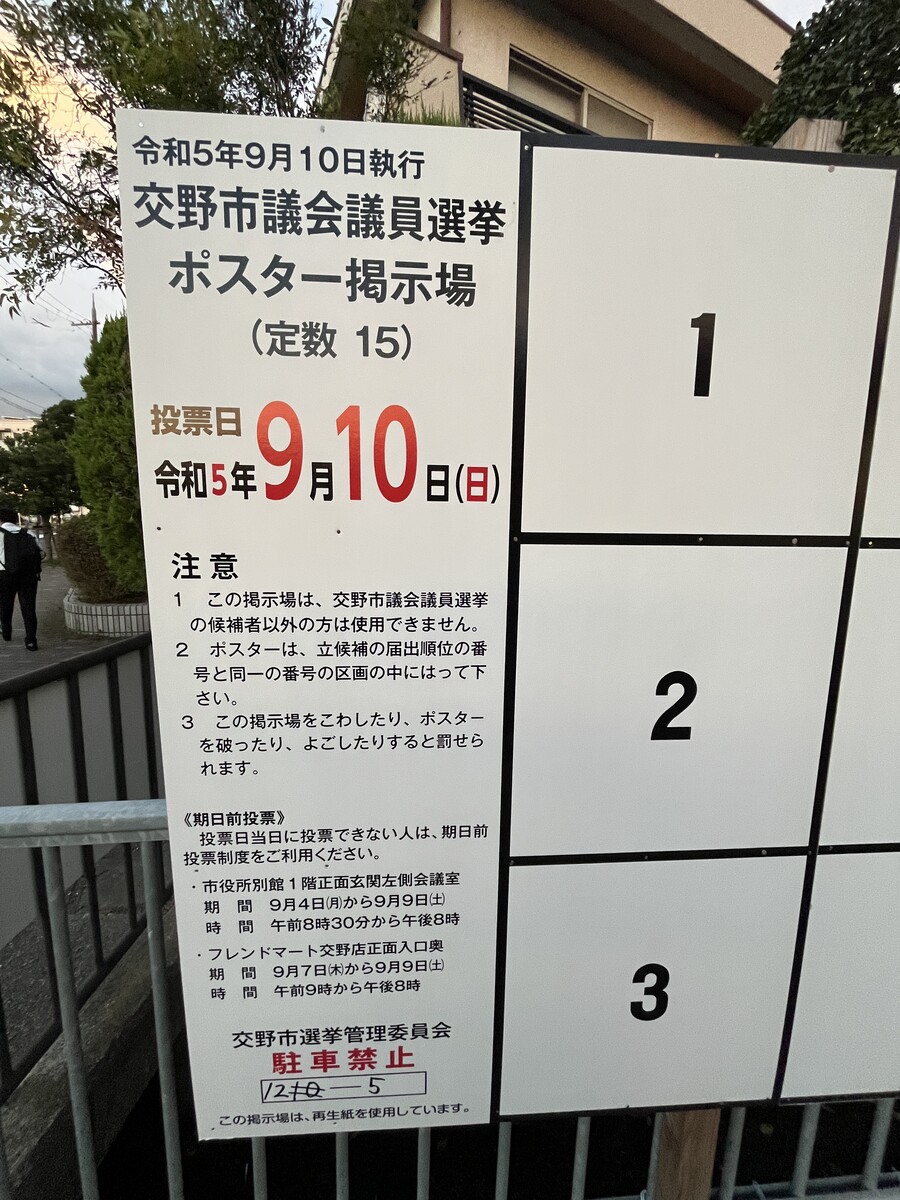 令和5年9月10日執行
交野市議会議員選挙
ポスター掲示場
（定数 15）
投票日
令和5年9月10日(日)
注意
1 この掲示場は、交野市議会議員選挙
の候補者以外の方は使用できません。
2 ポスターは、立候補の届出順位の番
号と同一の番号の区画の中にはって下
さい。
3 この掲示場をこわしたり、ポスター
を破ったり、よごしたりすると罰せら
れます。
《期日前投票》
投票日当日に投票できない人は、期日前
投票制度をご利用ください。
・市役所別館1階正面玄関左側会議室
期 間 9月4日㈪から9月9日㈯
時 間 午前8時30分から午後8時
・フレンドマート交野店正面入口奥
期 間 9月7日㈭から9月9日㈯
時 間 午前9時から午後8時
交野市選挙管理委員会
駐車禁止
12 — 5
この掲示場は、再生紙を使用しています。
1
2
3